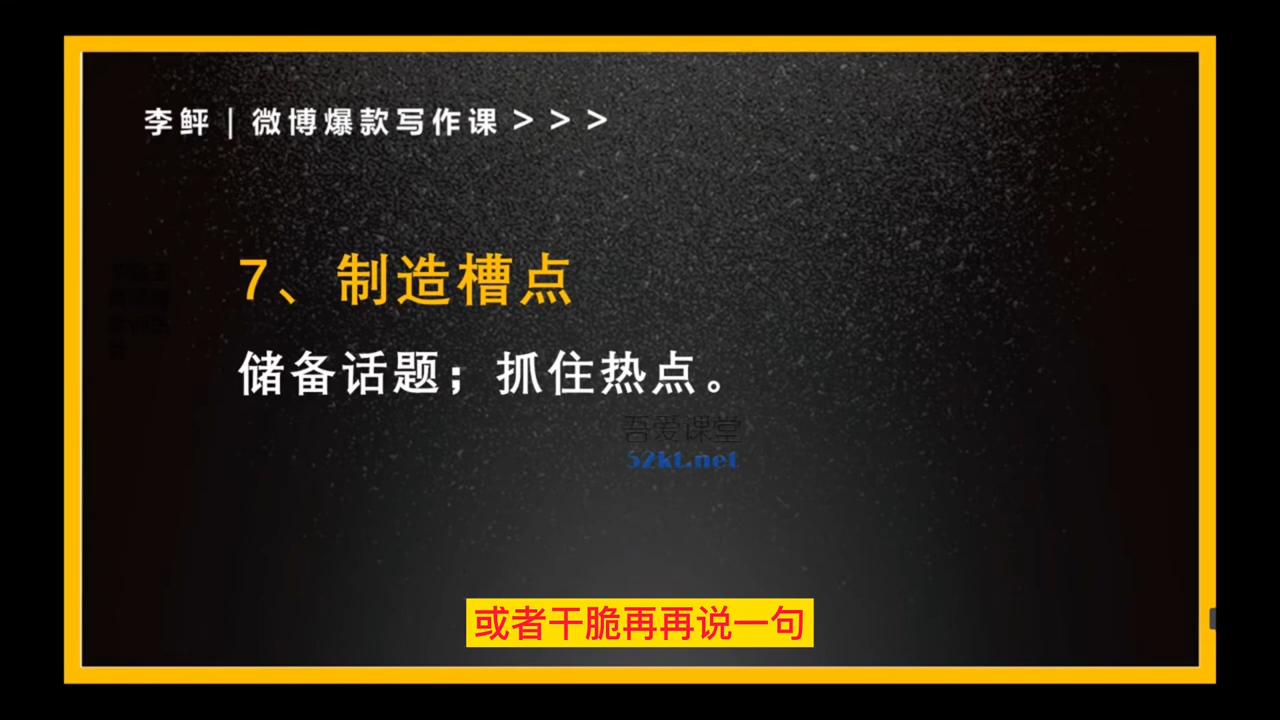 李鲆 | 微博爆款写作课 > > >
7、制造槽点
储备话题；抓住热点。
吾爱课堂
52kt.net
或者干脆再再说一句